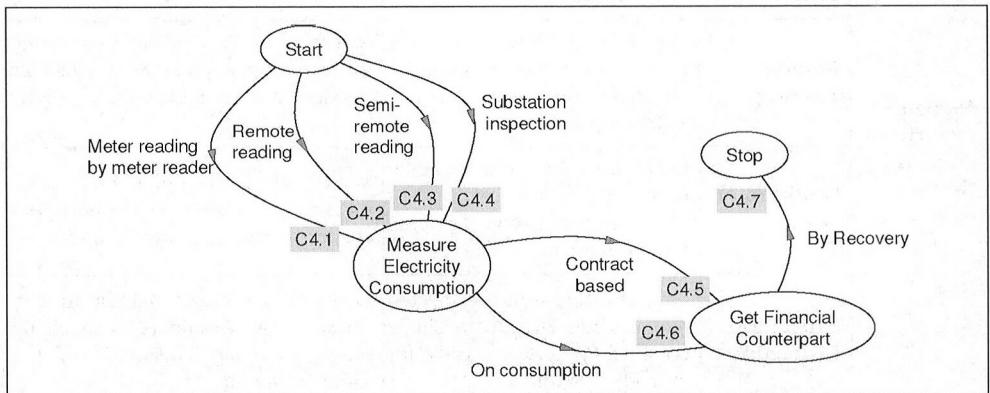 Start
Semi-
remote
reading
Substation
inspection
Remote
reading
Meter reading
by meter reader
Stop
C4.3
C4.4
C4.7
C4.2
C4.1
By Recovery
Measure
Electricity
Consumption
Contract
based
C4.5
Get Financial
Counterpart
C4.6
On consumption